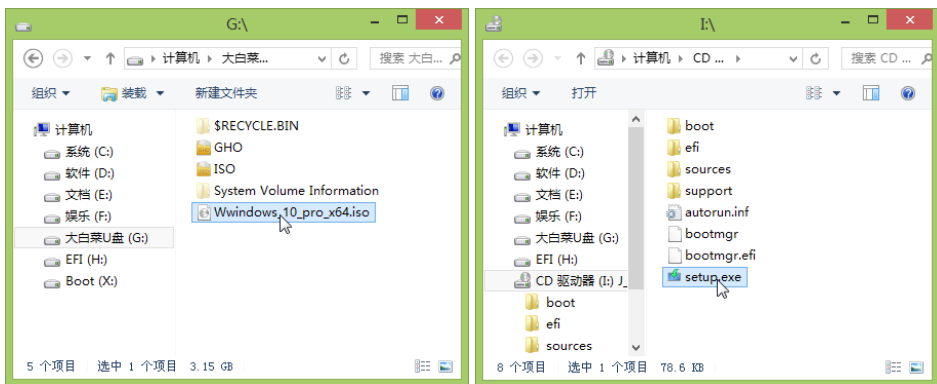 G:\
计算机 大白菜... 搜索 大白...
组织 装载 新建文件夹
计算机
系统 (C:)
软件 (D:)
文档 (E:)
娱乐 (F:)
大白菜U盘 (G:)
EFI (H:)
Boot (X:)
$RECYCLE.BIN
GHO
ISO
System Volume Information
Wwindows_10_pro_x64.iso
5 个项目 选中 1 个项目 3.15 GB
I:\
计算机 CD ... 搜索 CD ...
组织 打开
计算机
系统 (C:)
软件 (D:)
文档 (E:)
娱乐 (F:)
大白菜U盘 (G:)
EFI (H:)
CD 驱动器 (I:) J_
boot
efi
sources
boot
efi
sources
support
autorun.inf
bootmgr
bootmgr.efi
setup.exe
8 个项目 选中 1 个项目 78.6 KB